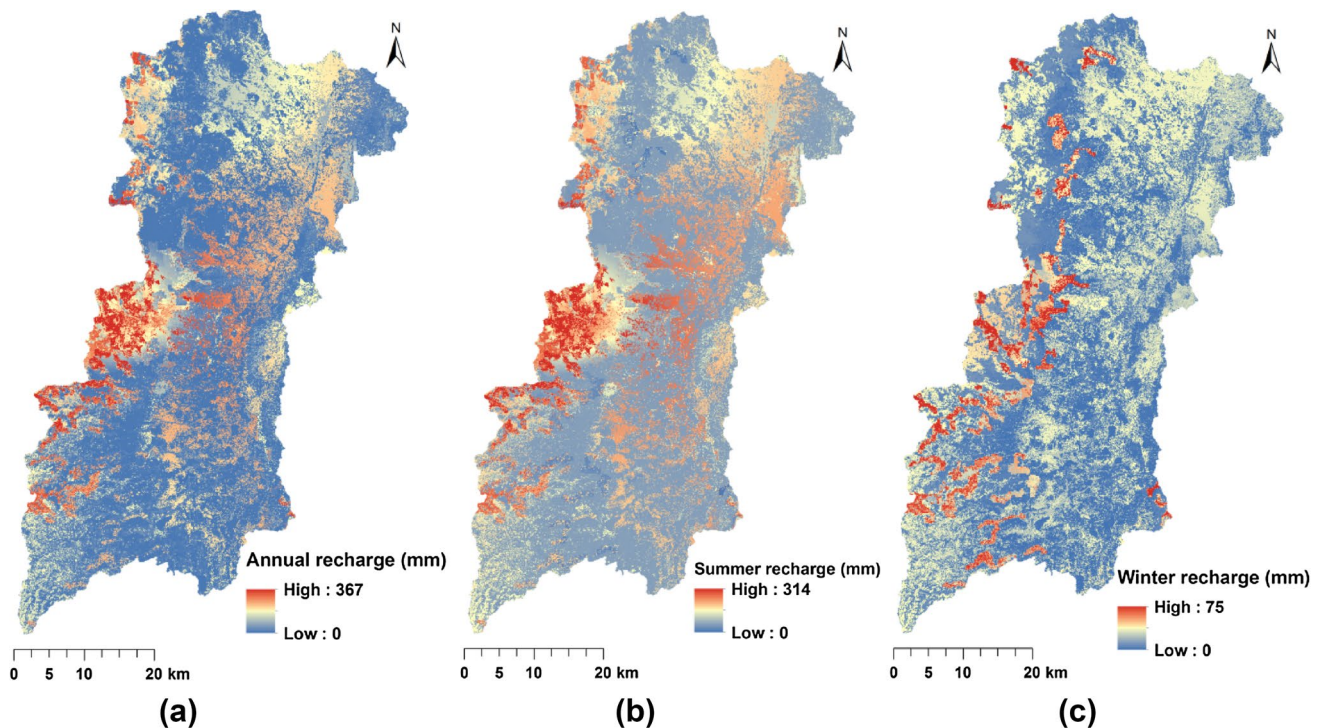 N
Annual recharge (mm)
High : 367
Low : 0
0 5 10 20 km
(a)
N
Summer recharge (mm)
High : 314
Low : 0
0 5 10 20 km
(b)
N
Winter recharge (mm)
High : 75
Low : 0
0 5 10 20 km
(c)